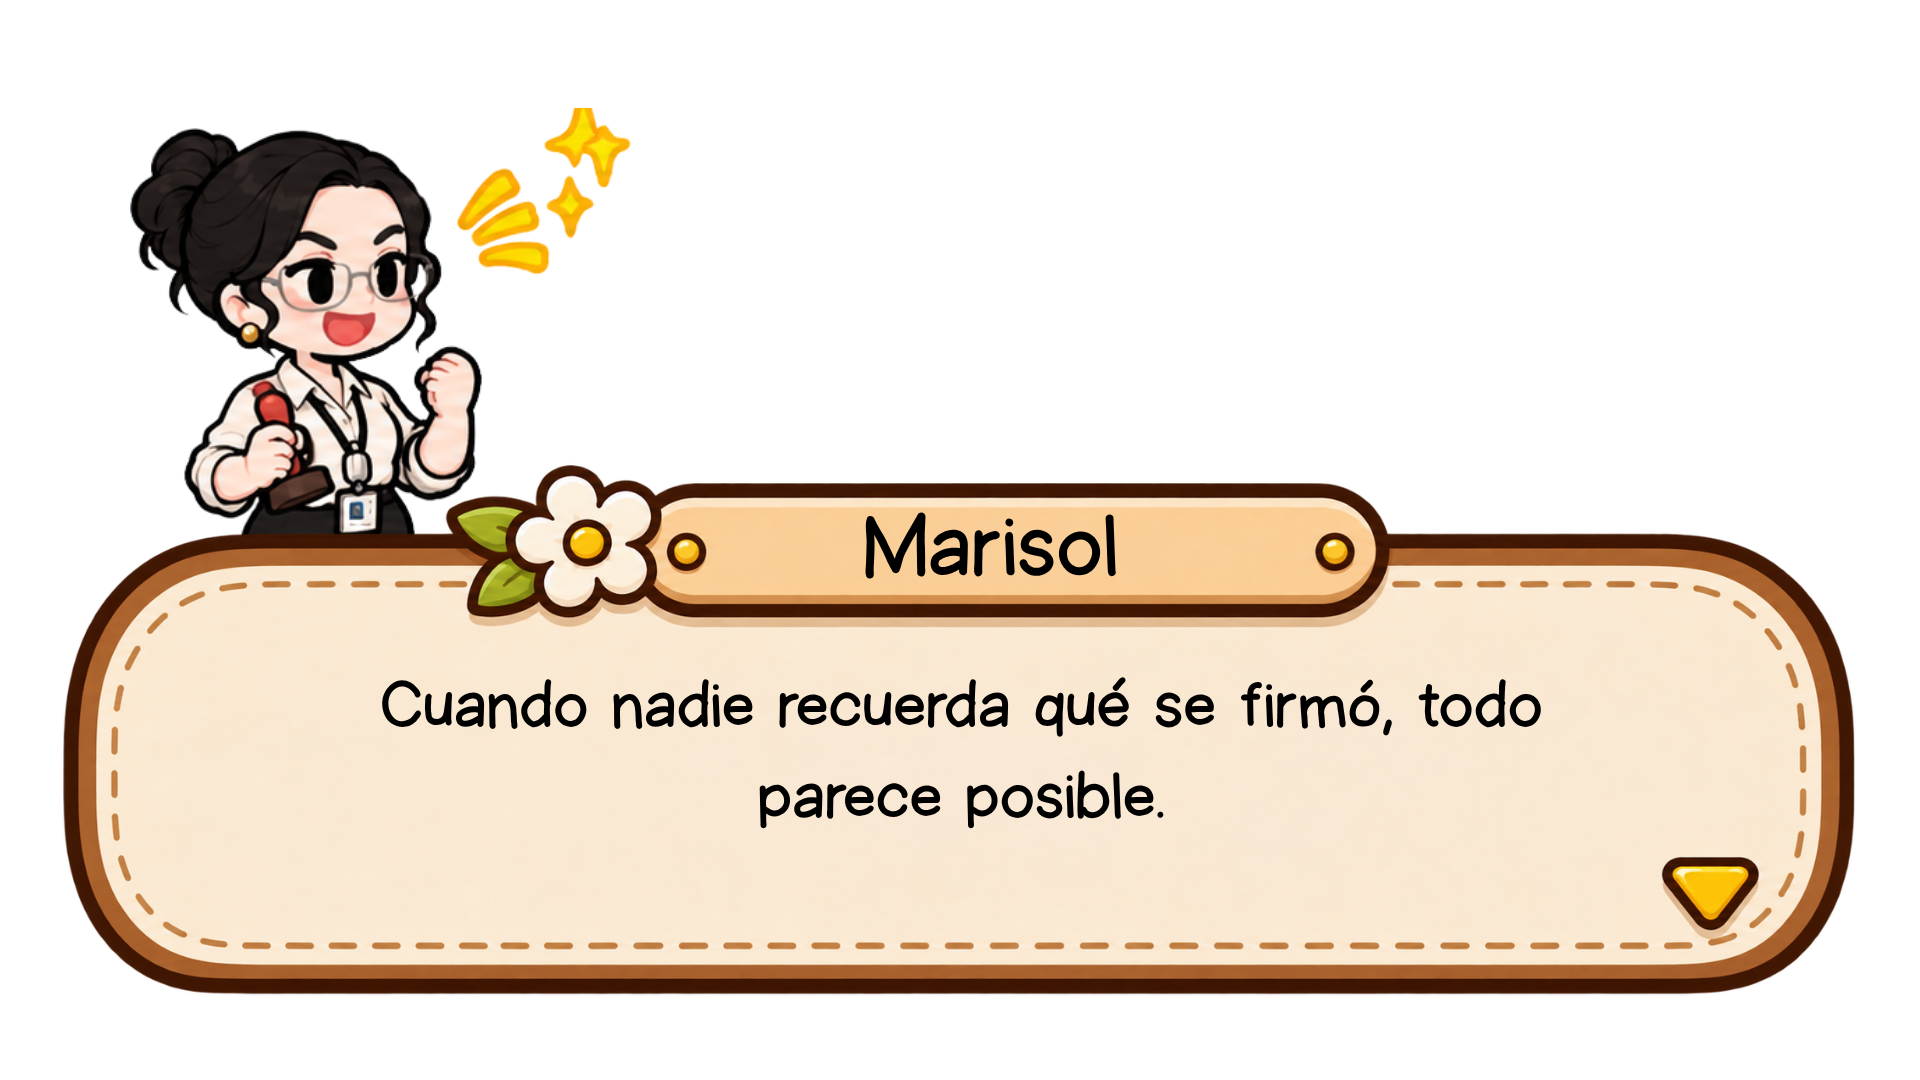 Marisol
Cuando nadie recuerda qué se firmó, todo
parece posible.